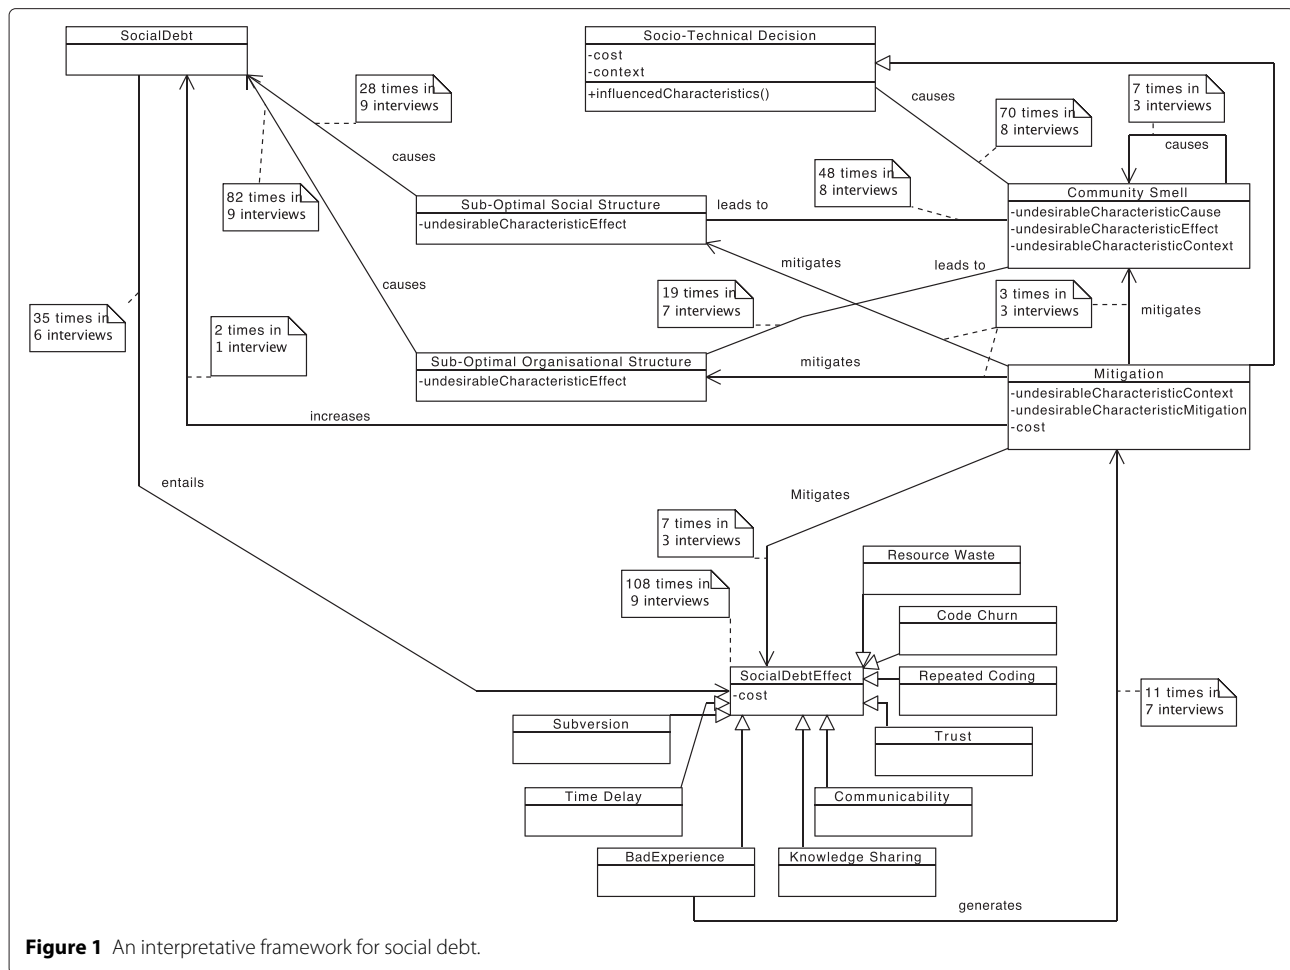 SocialDebt
Socio-Technical Decision
-cost
-context
+influencedCharacteristics()
28 times in
9 interviews
causes
70 times in
8 interviews
7 times in
3 interviews
causes
causes
82 times in
9 interviews
48 times in
8 interviews
Sub-Optimal Social Structure
-undesirableCharacteristicEffect
leads to
Community Smell
-undesirableCharacteristicCause
-undesirableCharacteristicEffect
-undesirableCharacteristicContext
mitigates
leads to
causes
19 times in
7 interviews
3 times in
3 interviews
mitigates
35 times in
6 interviews
2 times in
1 interview
Sub-Optimal Organisational Structure
-undesirableCharacteristicEffect
mitigates
Mitigation
-undesirableCharacteristicContext
-undesirableCharacteristicMitigation
-cost
increases
entails
Mitigates
7 times in
3 interviews
108 times in
9 interviews
Resource Waste
Code Churn
SocialDebtEffect
-cost
Repeated Coding
11 times in
7 interviews
Subversion
Trust
Time Delay
Communicability
BadExperience
Knowledge Sharing
generates
Figure 1 An interpretative framework for social debt.